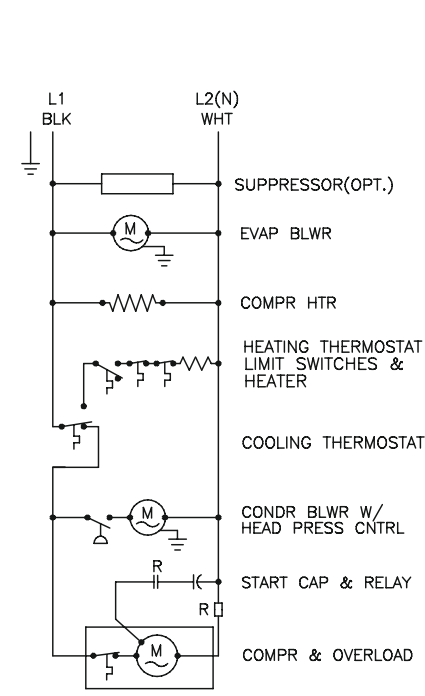 L1 L2(N)
BLK WHT
SUPPRESSOR(OPT.)
M
EVAP BLWR
COMPR HTR
HEATING THERMOSTAT
LIMIT SWITCHES &
HEATER
COOLING THERMOSTAT
M
CONDR BLWR W/
HEAD PRESS CNTRL
R
START CAP & RELAY
R
M
COMPR & OVERLOAD